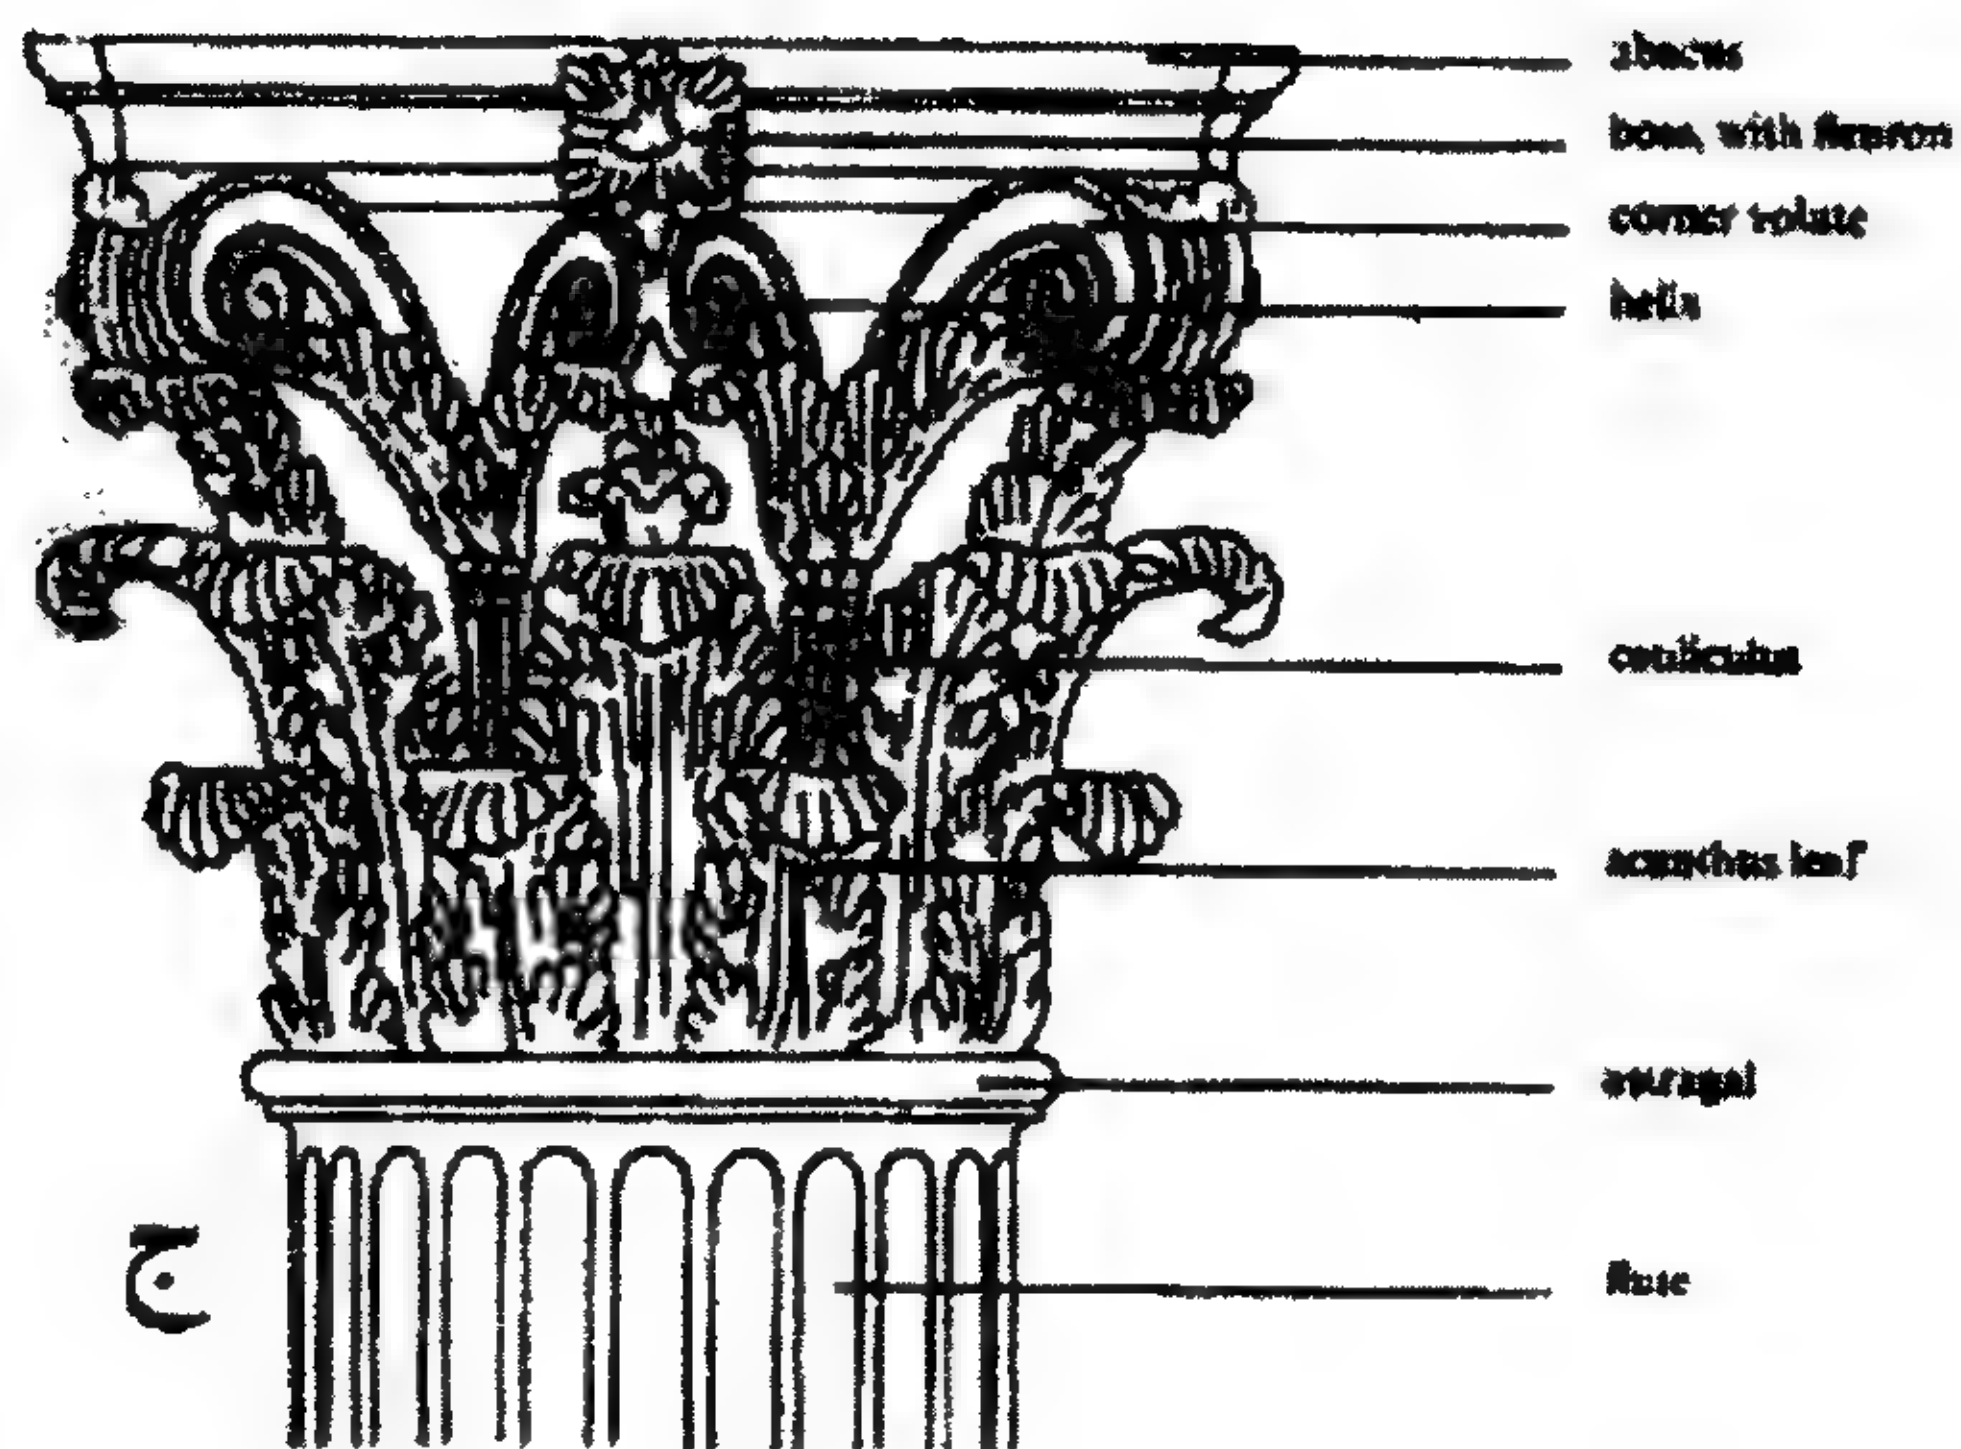 abacus
boss, with fleuron
corner volute
helix
cauliculus
acanthus leaf
astragal
flute
ج